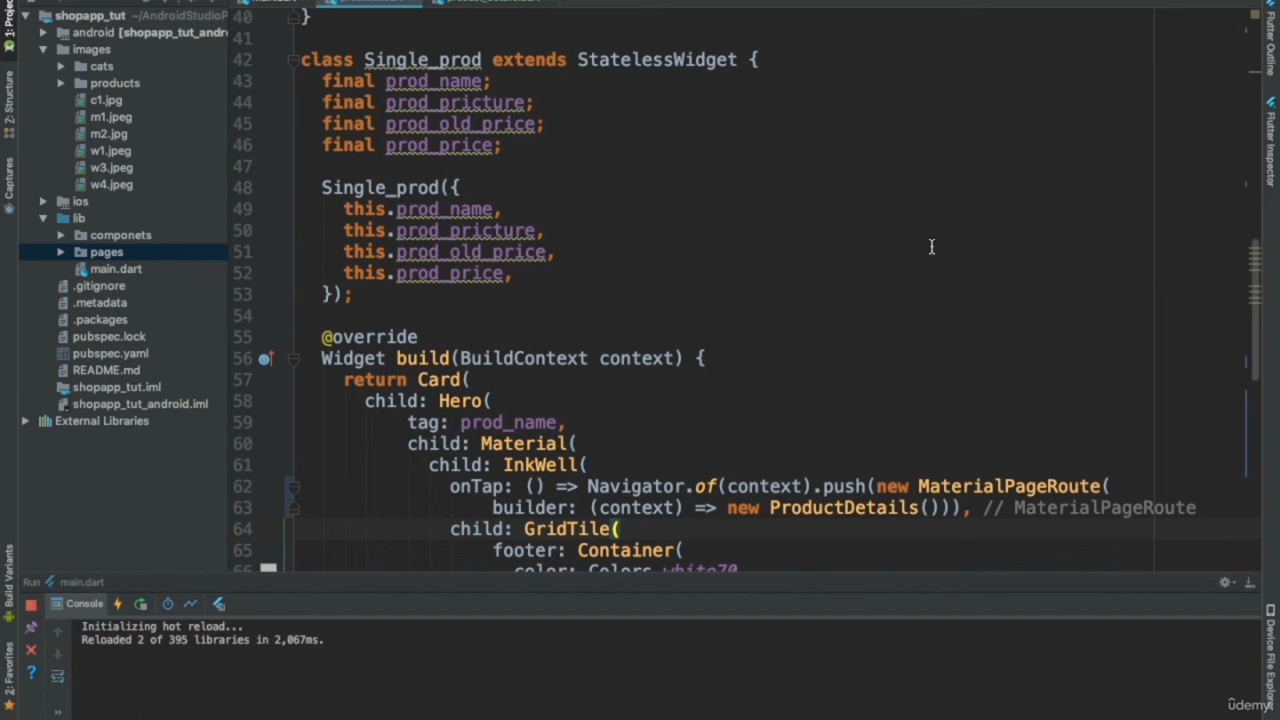 1: Project
Z: Structure
Captures
Build Variants
2: Favorites
shopapp_tut ~/AndroidStudioP
android [shopapp_tut_andr
images
cats
products
c1.jpg
m1.jpeg
m2.jpg
w1.jpeg
w3.jpeg
w4.jpeg
ios
lib
componets
pages
main.dart
.gitignore
.metadata
.packages
pubspec.lock
pubspec.yaml
README.md
shopapp_tut.iml
shopapp_tut_android.iml
External Libraries
40 }
41
42 class Single_prod extends StatelessWidget {
43 final prod_name;
44 final prod_pricture;
45 final prod_old_price;
46 final prod_price;
47
48 Single_prod({
49 this.prod_name,
50 this.prod_pricture,
51 this.prod_old_price,
52 this.prod_price,
53 });
54
55 @override
56 Widget build(BuildContext context) {
57 return Card(
58 child: Hero(
59 tag: prod_name,
60 child: Material(
61 child: InkWell(
62 onTap: () => Navigator.of(context).push(new MaterialPageRoute(
63 builder: (context) => new ProductDetails())), // MaterialPageRoute
64 child: GridTile(
65 footer: Container(
66 color: Colors.white70
Flutter Outline
Flutter Inspector
Device File Explor
Run main.dart
Console
Initializing hot reload...
Reloaded 2 of 395 libraries in 2,067ms.
?
»
udemy